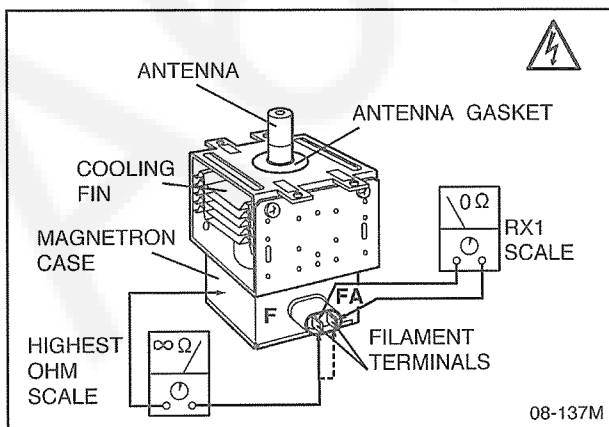 ANTENNA
ANTENNA GASKET
COOLING
FIN
0 Ω
RX1
SCALE
MAGNETRON
CASE
F
FA
HIGHEST
OHM
SCALE
∞ Ω
FILAMENT
TERMINALS
08-137M